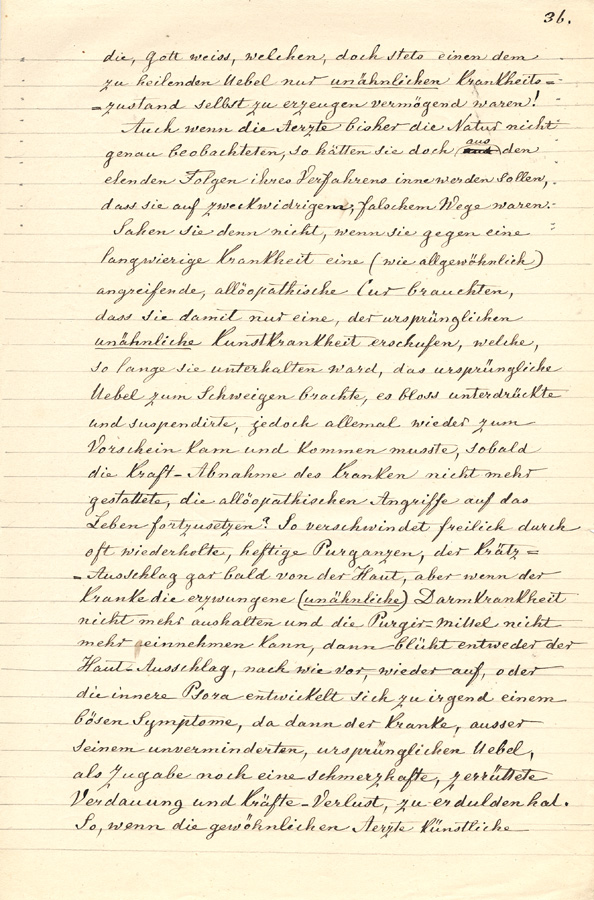 36.
die, Gott weiss, welchen, doch stets einen dem
zu heilenden Uebel nur unähnlichen Krankheits=
=zustand selbst zu erzeugen vermögend waren!
Auch wenn die Aerzte bisher die Natur nicht
genau beobachteten, so hätten sie doch aus den
elenden Folgen ihres Verfahrens inne werden sollen,
dass sie auf zweckwidrigem, falschem Wege waren.
Sahen sie denn nicht, wenn sie gegen eine
langwierige Krankheit eine (wie allgewöhnlich)
angreifende, allöopathische Cur brauchten,
dass sie damit nur eine, der ursprünglichen
unähnliche Kunstkrankheit erschufen, welche,
so lange sie unterhalten ward, das ursprüngliche
Uebel zum Schweigen brachte, es bloss unterdrückte
und suspendirte, jedoch allemal wieder zum
Vorschein kam und kommen musste, sobald
die Kraft-Abnahme des Kranken nicht mehr
gestattete, die allöopathischen Angriffe auf das
Leben fortzusetzen? So verschwindet freilich durch
oft wiederholte, heftige Purganzen, der Krätz=
=Ausschlag gar bald von der Haut, aber wenn der
Kranke die erzwungene (unähnliche) Darmkrankheit
nicht mehr aushalten und die Purgir-mittel nicht
mehr einnehmen kann, dann blüht entweder der
Haut-Ausschlag, nach wie vor, wieder auf, oder
die innere Psora entwickelt sich zu irgend einem
bösen Symptome, da dann der Kranke, ausser
seinem unverminderten, ursprünglichen Uebel,
als Zugabe noch eine schmerzhafte, zerrüttete
Verdauung und Kräfte-Verlust, zu erdulden hat.
So, wenn die gewöhnlichen Aerzte künstliche